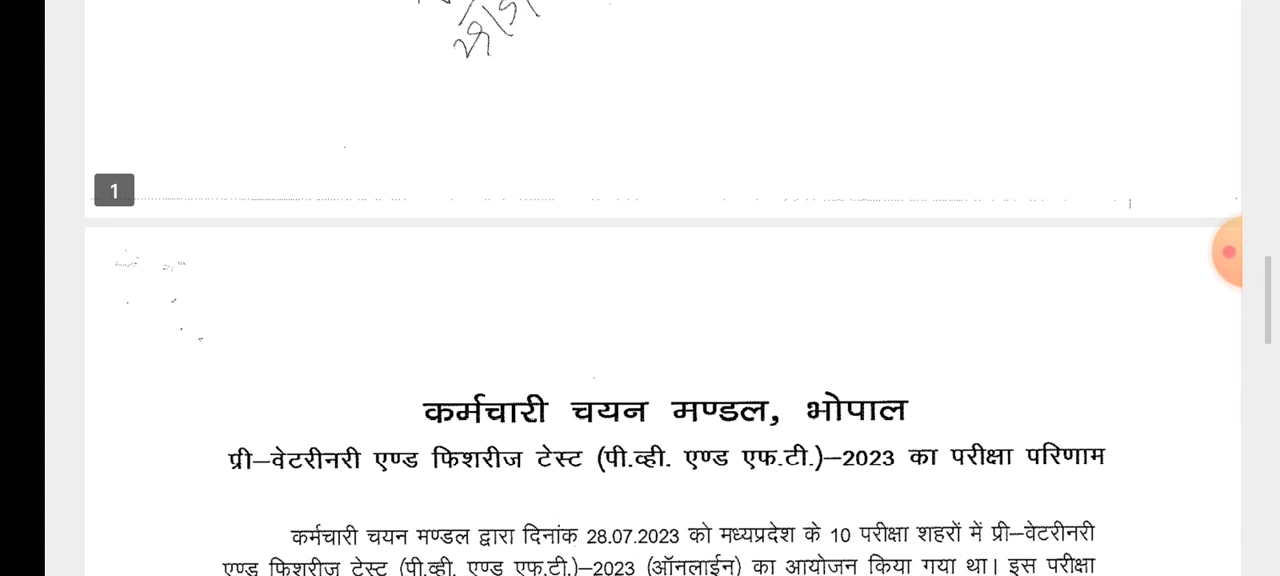 1
कर्मचारी चयन मण्डल, भोपाल
प्री–वेटरीनरी एण्ड फिशरीज टेस्ट (पी.व्ही. एण्ड एफ.टी.)–2023 का परीक्षा परिणाम
कर्मचारी चयन मण्डल द्वारा दिनांक 28.07.2023 को मध्यप्रदेश के 10 परीक्षा शहरों में प्री–वेटरीनरी
एण्ड फिशरीज टेस्ट (पी.व्ही. एण्ड एफ.टी.)–2023 (ऑनलाईन) का आयोजन किया गया था। इस परीक्षा